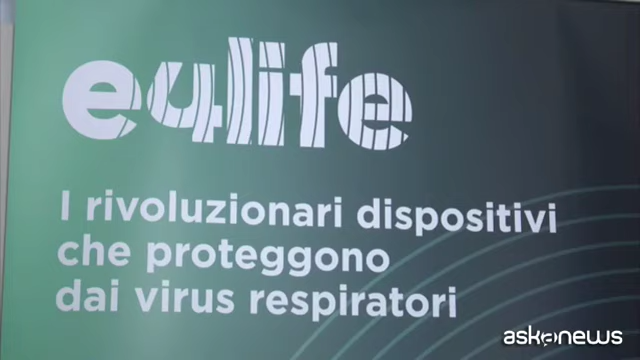 e4life
I rivoluzionari dispositivi
che proteggono
dai virus respiratori
askanews